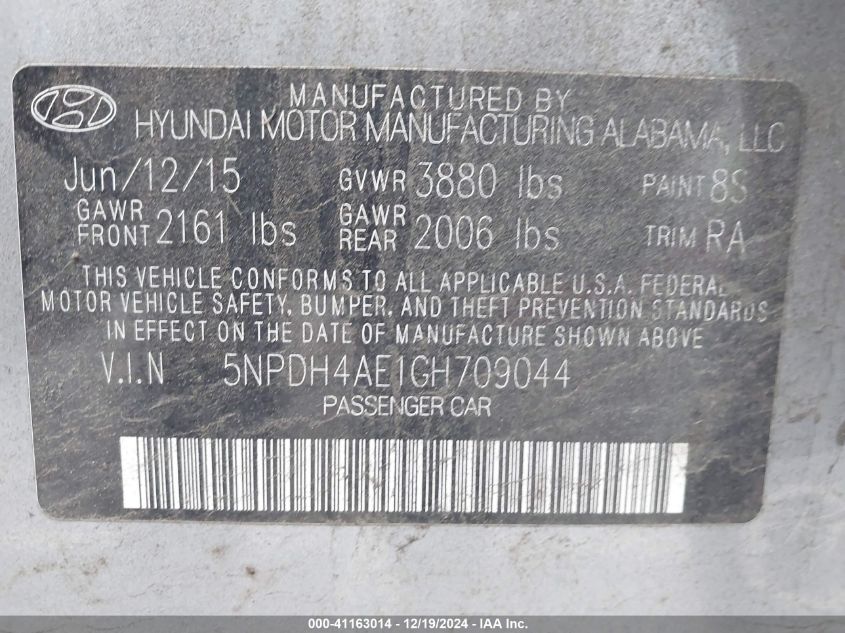 MANUFACTURED BY
HYUNDAI MOTOR MANUFACTURING ALABAMA, LLC
Jun/12/15 GVWR 3880 lbs PAINT 8S
GAWR FRONT 2161 lbs GAWR REAR 2006 lbs TRIM RA
THIS VEHICLE CONFORMS TO ALL APPLICABLE U.S.A. FEDERAL
MOTOR VEHICLE SAFETY, BUMPER, AND THEFT PREVENTION STANDARDS
IN EFFECT ON THE DATE OF MANUFACTURE SHOWN ABOVE.
V.I.N 5NPDH4AE1GH709044
PASSENGER CAR
000-41163014 - 12/19/2024 - IAA Inc.